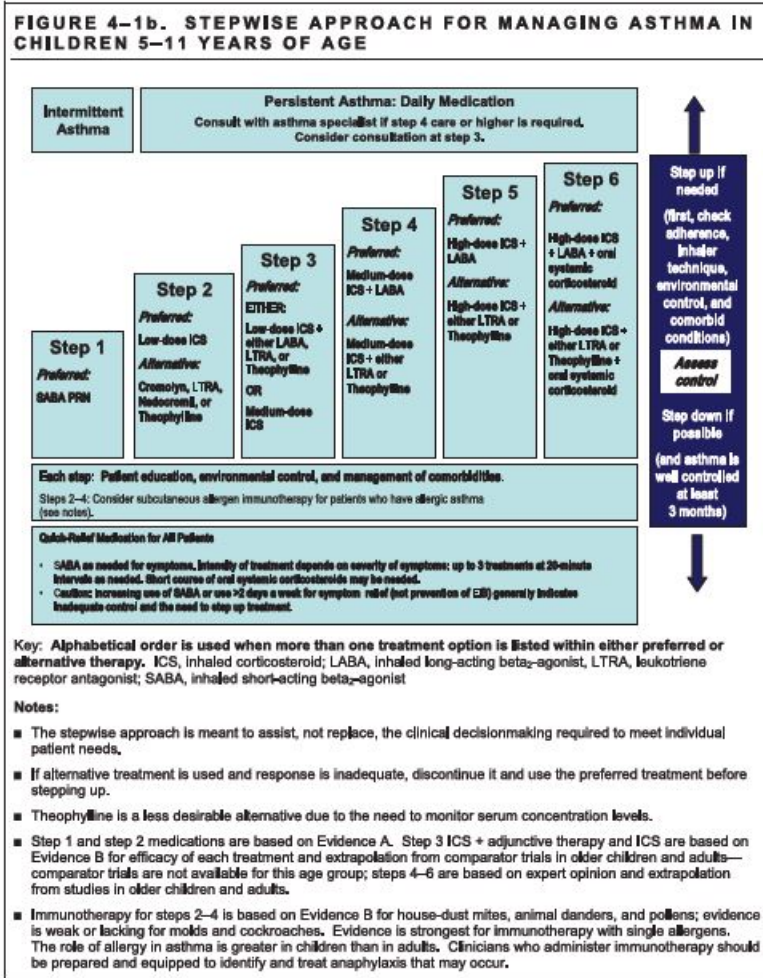 FIGURE 4–1b. STEPWISE APPROACH FOR MANAGING ASTHMA IN
CHILDREN 5–11 YEARS OF AGE
Intermittent
Asthma
Persistent Asthma: Daily Medication
Consult with asthma specialist if step 4 care or higher is required.
Consider consultation at step 3.
Step 1
Preferred:
SABA PRN
Step 2
Preferred:
Low-dose ICS
Alternative:
Cromolyn, LTRA,
Nedocromil, or
Theophylline
Step 3
Preferred:
EITHER:
Low-dose ICS +
either LABA,
LTRA, or
Theophylline
OR
Medium-dose
ICS
Step 4
Preferred:
Medium-dose
ICS + LABA
Alternative:
Medium-dose
ICS + either
LTRA or
Theophylline
Step 5
Preferred:
High-dose ICS +
LABA
Alternative:
High-dose ICS +
either LTRA or
Theophylline
Step 6
Preferred:
High-dose ICS
+ LABA + oral
systemic
corticosteroid
Alternative:
High-dose ICS +
either LTRA or
Theophylline +
oral systemic
corticosteroid
Step up if
needed
(first, check
adherence,
inhaler
technique,
environmental
control, and
comorbid
conditions)
Assess
control
Step down if
possible
(and asthma is
well controlled
at least
3 months)
Each step: Patient education, environmental control, and management of comorbidities.
Steps 2–4: Consider subcutaneous allergen immunotherapy for patients who have allergic asthma
(see notes).
Quick-Relief Medication for All Patients
• SABA as needed for symptoms. Intensity of treatment depends on severity of symptoms: up to 3 treatments at 20-minute
intervals as needed. Short course of oral systemic corticosteroids may be needed.
• Caution: Increasing use of SABA or use >2 days a week for symptom relief (not prevention of EIB) generally indicates
inadequate control and the need to step up treatment.
Key: Alphabetical order is used when more than one treatment option is listed within either preferred or
alternative therapy. ICS, inhaled corticosteroid; LABA, inhaled long-acting beta₂-agonist, LTRA, leukotriene
receptor antagonist; SABA, inhaled short-acting beta₂-agonist
Notes:
■ The stepwise approach is meant to assist, not replace, the clinical decisionmaking required to meet individual
patient needs.
■ If alternative treatment is used and response is inadequate, discontinue it and use the preferred treatment before
stepping up.
■ Theophylline is a less desirable alternative due to the need to monitor serum concentration levels.
■ Step 1 and step 2 medications are based on Evidence A. Step 3 ICS + adjunctive therapy and ICS are based on
Evidence B for efficacy of each treatment and extrapolation from comparator trials in older children and adults—
comparator trials are not available for this age group; steps 4–6 are based on expert opinion and extrapolation
from studies in older children and adults.
■ Immunotherapy for steps 2–4 is based on Evidence B for house-dust mites, animal danders, and pollens; evidence
is weak or lacking for molds and cockroaches. Evidence is strongest for immunotherapy with single allergens.
The role of allergy in asthma is greater in children than in adults. Clinicians who administer immunotherapy should
be prepared and equipped to identify and treat anaphylaxis that may occur.